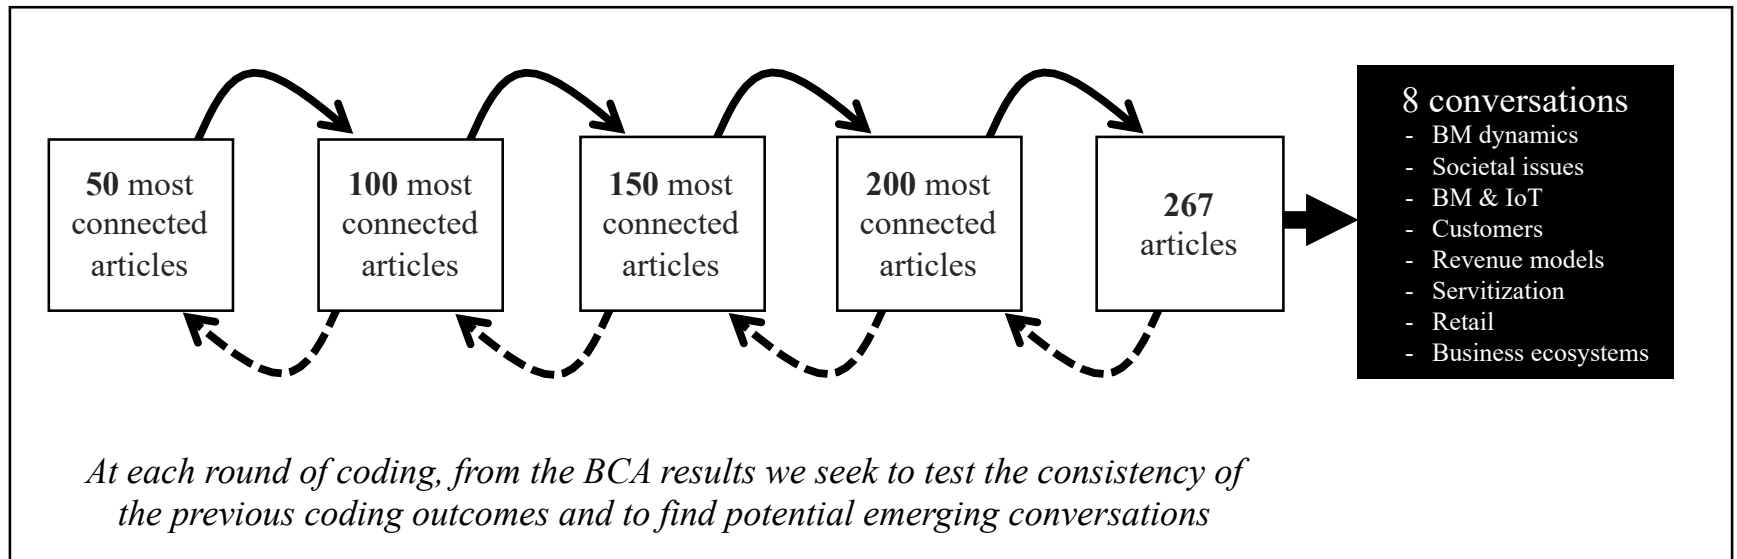 50 most
connected
articles
100 most
connected
articles
150 most
connected
articles
200 most
connected
articles
267
articles
8 conversations
- BM dynamics
- Societal issues
- BM & IoT
- Customers
- Revenue models
- Servitization
- Retail
- Business ecosystems
At each round of coding, from the BCA results we seek to test the consistency of
the previous coding outcomes and to find potential emerging conversations